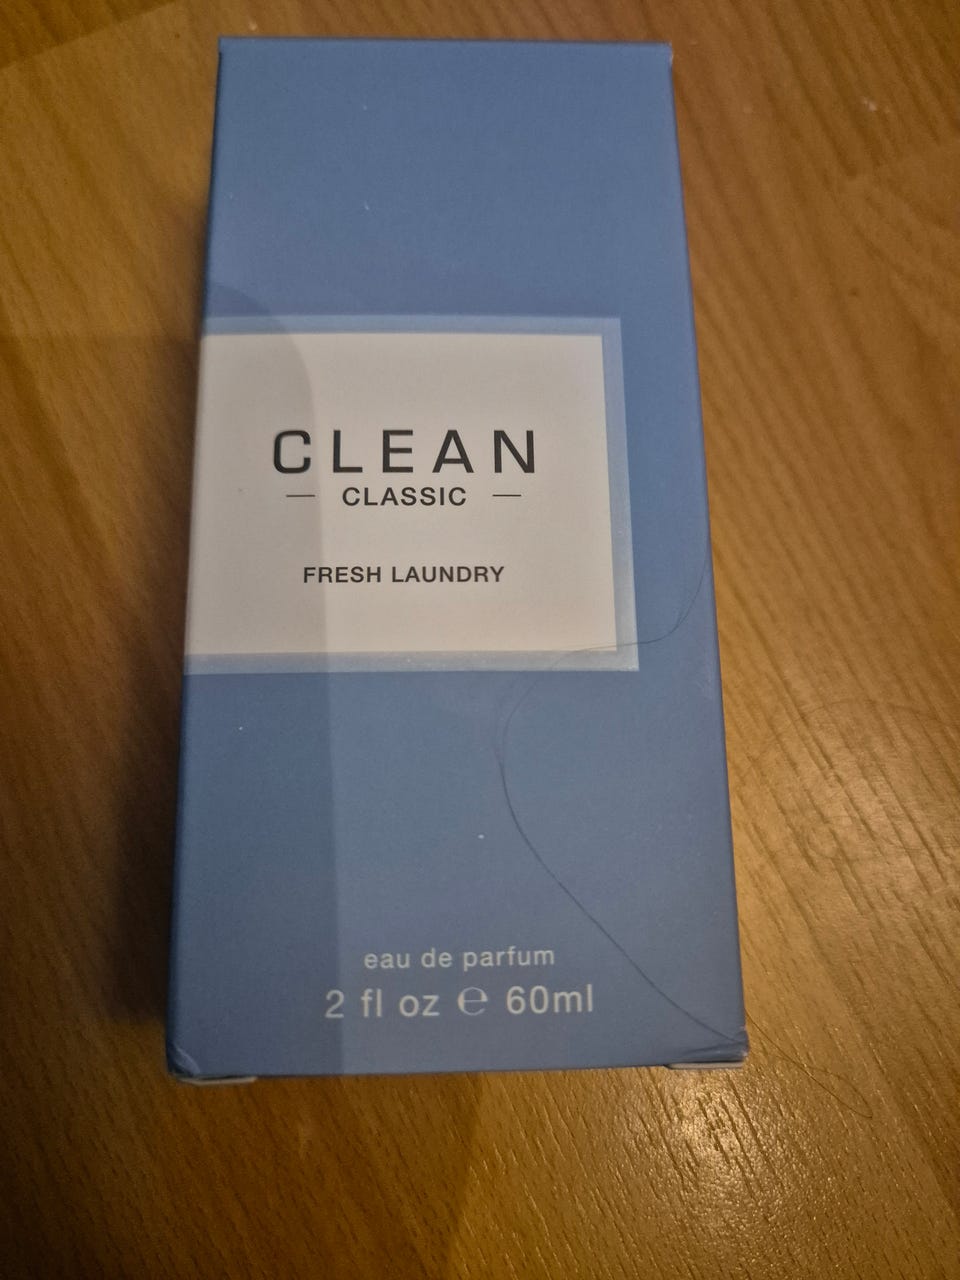 CLEAN
— CLASSIC —
FRESH LAUNDRY
eau de parfum
2 fl oz ℮ 60ml